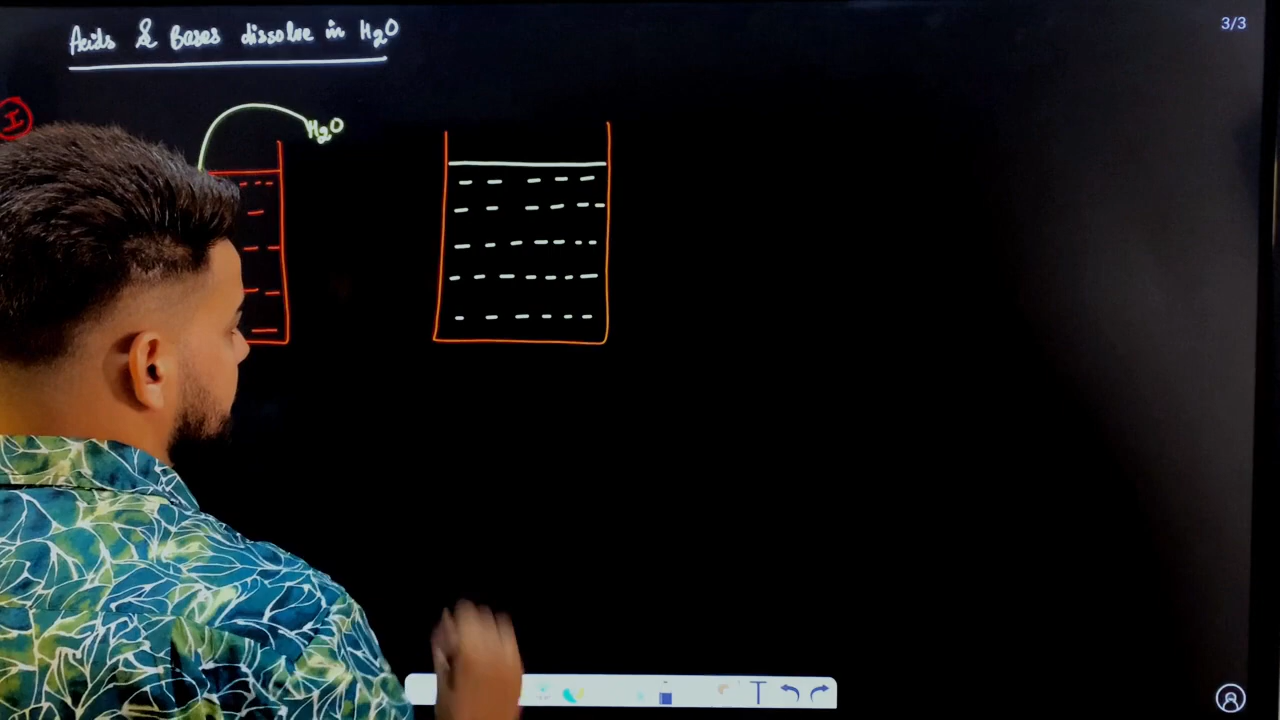 Acids & Bases dissolve in H₂O
3/3
I
H₂O
T